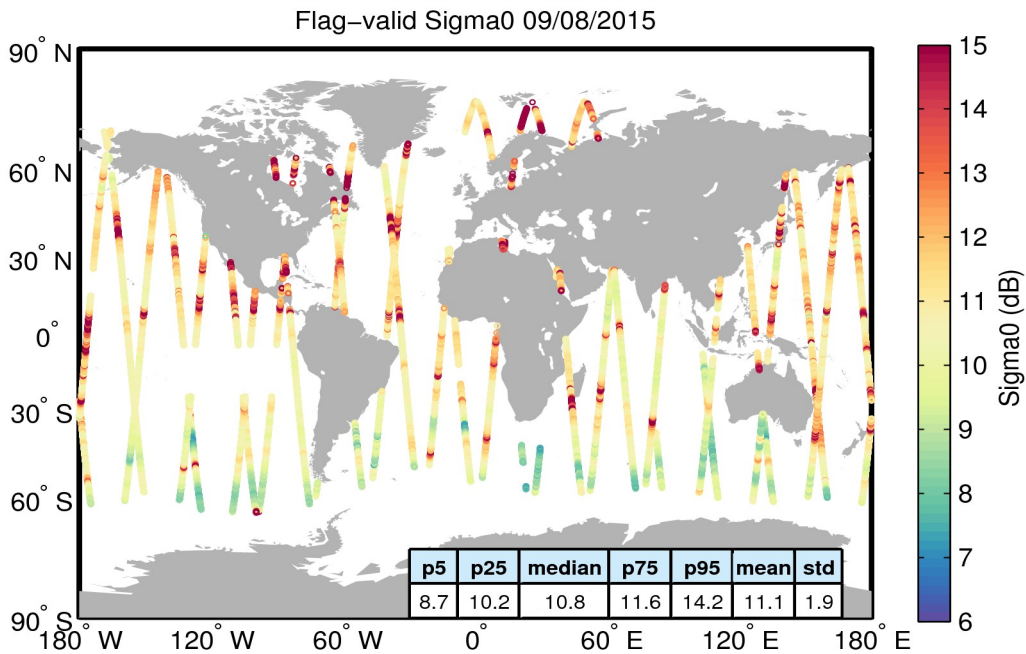 Flag−valid Sigma0 09/08/2015
90° N
60° N
30° N
0°
30° S
60° S
90° S
180° W
120° W
60° W
0°
60° E
120° E
180° E
p5 p25 median p75 p95 mean std
8.7 10.2 10.8 11.6 14.2 11.1 1.9
15
14
13
12
11
10
9
8
7
6
Sigma0 (dB)